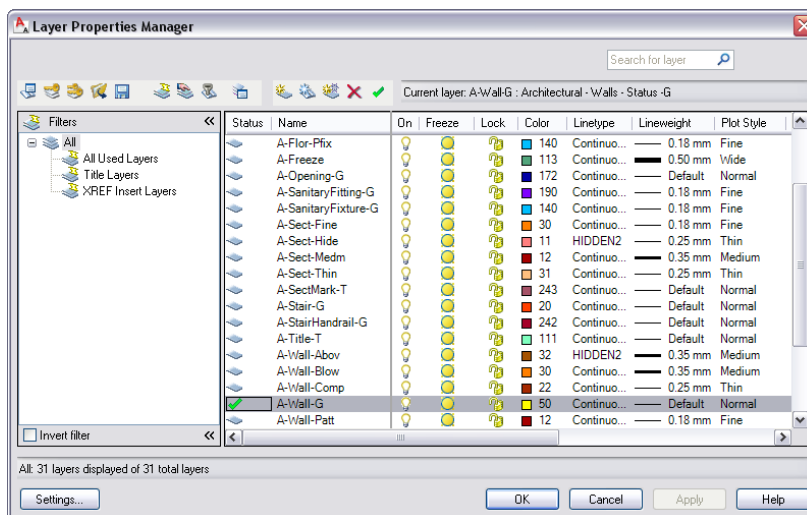 Layer Properties Manager
Search for layer
Current layer: A-Wall-G : Architectural - Walls - Status -G
Filters
All
All Used Layers
Title Layers
XREF Insert Layers
Invert filter
Status Name On Freeze Lock Color Linetype Lineweight Plot Style
A-Flor-Pfix 140 Continuo... 0.18 mm Fine
A-Freeze 113 Continuo... 0.50 mm Wide
A-Opening-G 172 Continuo... Default Normal
A-SanitaryFitting-G 190 Continuo... 0.18 mm Fine
A-SanitaryFixture-G 140 Continuo... 0.18 mm Fine
A-Sect-Fine 30 Continuo... 0.18 mm Fine
A-Sect-Hide 11 HIDDEN2 0.25 mm Thin
A-Sect-Medm 12 Continuo... 0.35 mm Medium
A-Sect-Thin 31 Continuo... 0.25 mm Thin
A-SectMark-T 243 Continuo... Default Normal
A-Stair-G 20 Continuo... Default Normal
A-StairHandrail-G 242 Continuo... Default Normal
A-Title-T 111 Continuo... Default Normal
A-Wall-Abov 32 HIDDEN2 0.35 mm Medium
A-Wall-Blow 30 Continuo... 0.35 mm Medium
A-Wall-Comp 22 Continuo... 0.25 mm Thin
A-Wall-G 50 Continuo... Default Normal
A-Wall-Patt 12 Continuo... 0.18 mm Fine
All: 31 layers displayed of 31 total layers
Settings... OK Cancel Apply Help